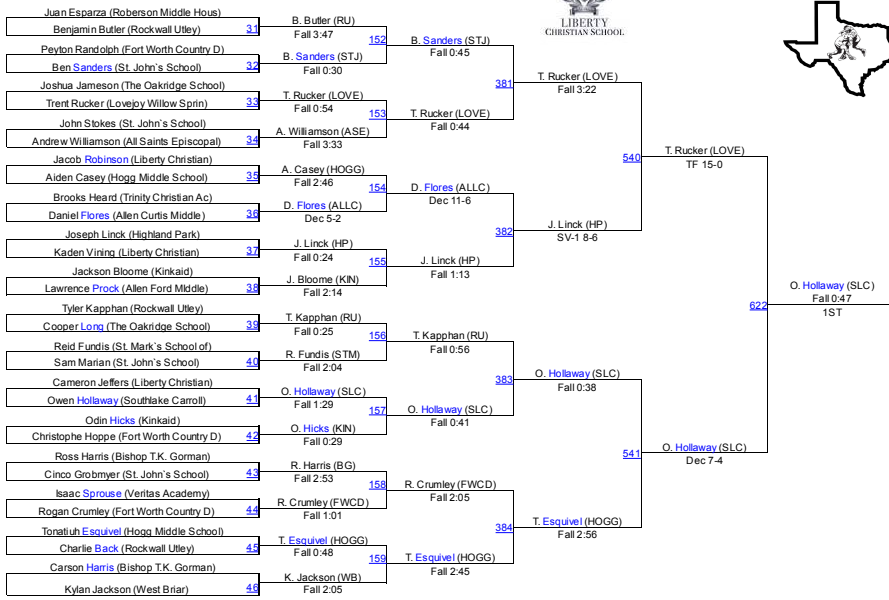 Juan Esparza (Roberson Middle Hous)
Benjamin Butler (Rockwall Utley)
31
Peyton Randolph (Fort Worth Country D)
Ben Sanders (St. John`s School)
32
Joshua Jameson (The Oakridge School)
Trent Rucker (Lovejoy Willow Sprin)
33
John Stokes (St. John`s School)
Andrew Williamson (All Saints Episcopal)
34
Jacob Robinson (Liberty Christian)
Aiden Casey (Hogg Middle School)
35
Brooks Heard (Trinity Christian Ac)
Daniel Flores (Allen Curtis Middle)
36
Joseph Linck (Highland Park)
Kaden Vining (Liberty Christian)
37
Jackson Bloome (Kinkaid)
Lawrence Prock (Allen Ford MIddle)
38
Tyler Kapphan (Rockwall Utley)
Cooper Long (The Oakridge School)
39
Reid Fundis (St. Mark's School of)
Sam Marian (St. John`s School)
40
Cameron Jeffers (Liberty Christian)
Owen Hollaway (Southlake Carroll)
41
Odin Hicks (Kinkaid)
Christophe Hoppe (Fort Worth Country D)
42
Ross Harris (Bishop T.K. Gorman)
Cinco Grobmyer (St. John`s School)
43
Isaac Sprouse (Veritas Academy)
Rogan Crumley (Fort Worth Country D)
44
Tonatiuh Esquivel (Hogg Middle School)
Charlie Back (Rockwall Utley)
45
Carson Harris (Bishop T.K. Gorman)
Kylan Jackson (West Briar)
46
B. Butler (RU)
Fall 3:47
152
B. Sanders (STJ)
Fall 0:30
T. Rucker (LOVE)
Fall 0:54
153
A. Williamson (ASE)
Fall 3:33
A. Casey (HOGG)
Fall 2:46
154
D. Flores (ALLC)
Dec 5-2
J. Linck (HP)
Fall 0:24
155
J. Bloome (KIN)
Fall 2:14
T. Kapphan (RU)
Fall 0:25
156
R. Fundis (STM)
Fall 2:04
O. Hollaway (SLC)
Fall 1:29
157
O. Hicks (KIN)
Fall 0:29
R. Harris (BG)
Fall 2:53
158
R. Crumley (FWCD)
Fall 1:01
T. Esquivel (HOGG)
Fall 0:48
159
K. Jackson (WB)
Fall 2:05
B. Sanders (STJ)
Fall 0:45
381
T. Rucker (LOVE)
Fall 0:44
D. Flores (ALLC)
Dec 11-6
382
J. Linck (HP)
Fall 1:13
T. Kapphan (RU)
Fall 0:56
383
O. Hollaway (SLC)
Fall 0:41
R. Crumley (FWCD)
Fall 2:05
384
T. Esquivel (HOGG)
Fall 2:45
LIBERTY
CHRISTIAN SCHOOL
T. Rucker (LOVE)
Fall 3:22
540
J. Linck (HP)
SV-1 8-6
O. Hollaway (SLC)
Fall 0:38
541
T. Esquivel (HOGG)
Fall 2:56
T. Rucker (LOVE)
TF 15-0
622
O. Hollaway (SLC)
Dec 7-4
O. Hollaway (SLC)
Fall 0:47
1ST